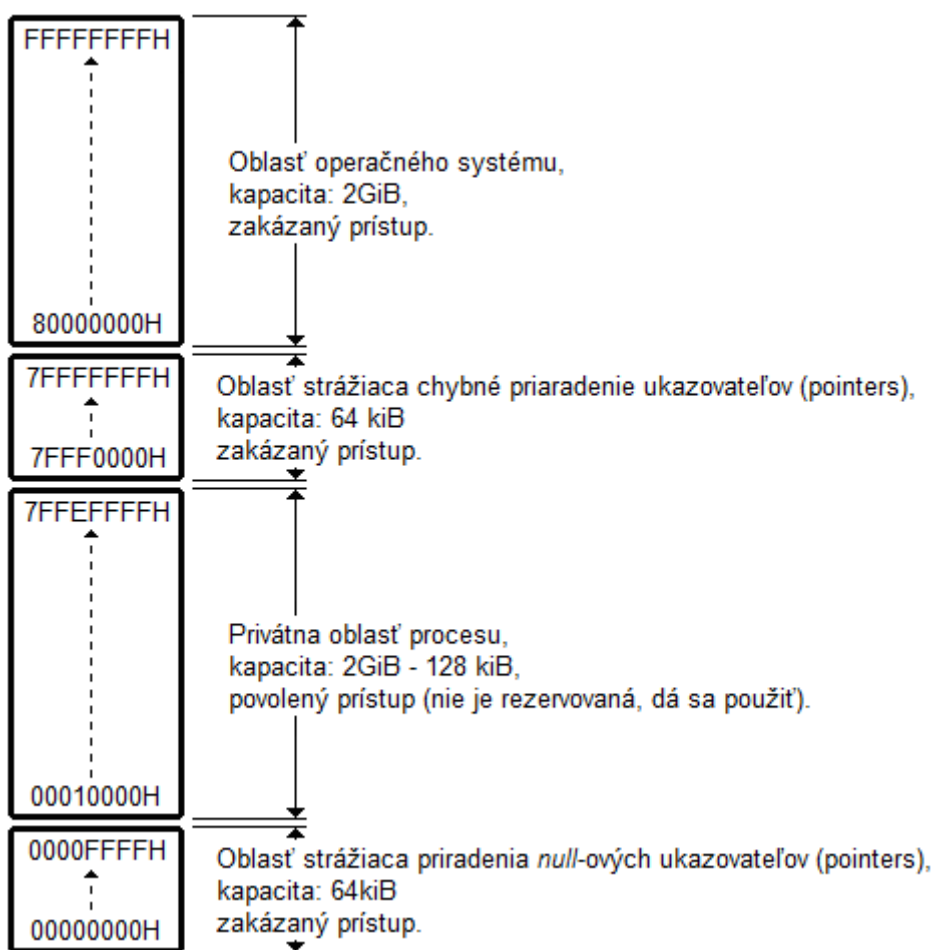 FFFFFFFFH
Oblasť operačného systému,
kapacita: 2GiB,
zakázaný prístup.
80000000H
7FFFFFFFH
Oblasť strážiaca chybné priaradenie ukazovateľov (pointers),
kapacita: 64 kiB
zakázaný prístup.
7FFF0000H
7FFEFFFFH
Privátna oblasť procesu,
kapacita: 2GiB - 128 kiB,
povolený prístup (nie je rezervovaná, dá sa použiť).
00010000H
0000FFFFH
Oblasť strážiaca priradenia null-ových ukazovateľov (pointers),
kapacita: 64kiB
zakázaný prístup.
00000000H